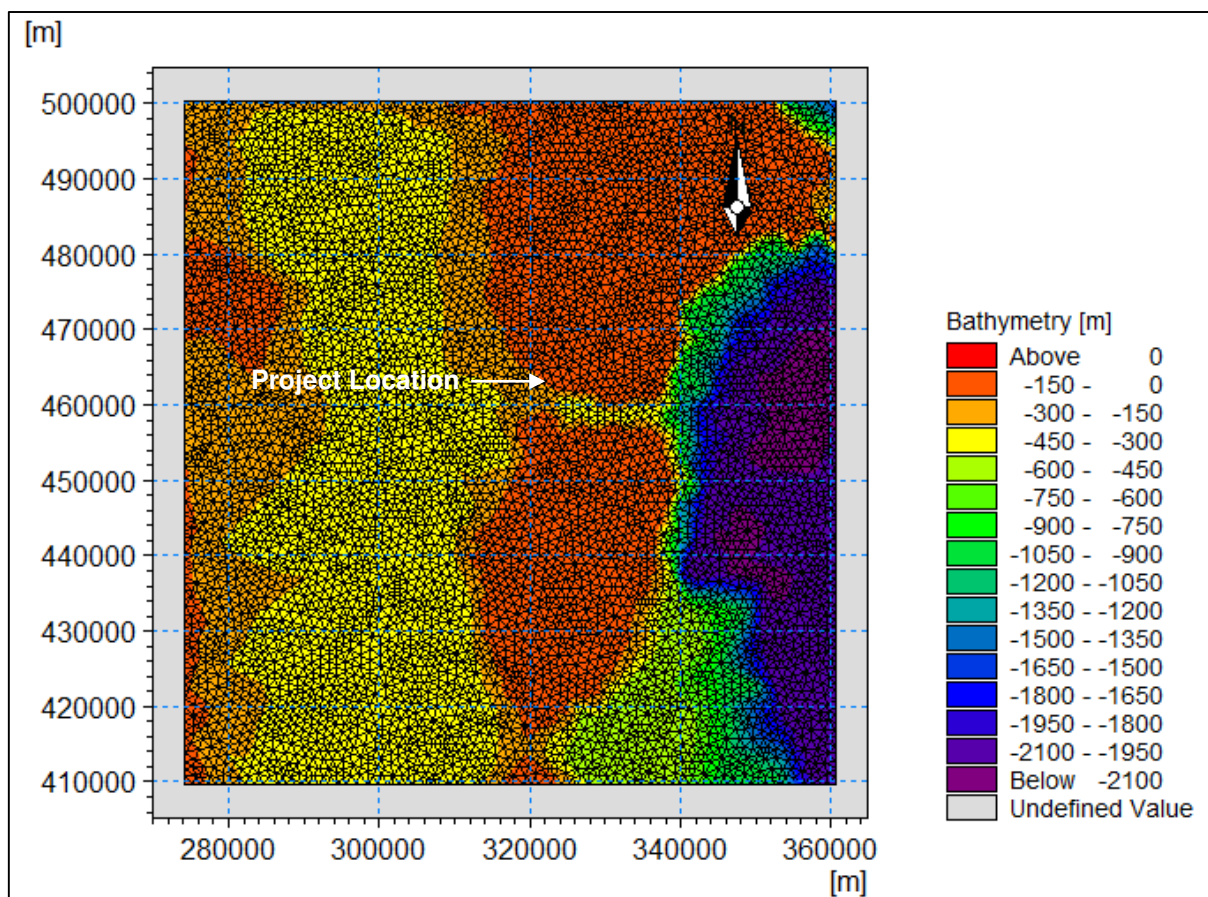 [m]
500000
490000
480000
470000
460000
450000
440000
430000
420000
410000
Project Location
280000 300000 320000 340000 360000
[m]
Bathymetry [m]
Above 0
-150 - 0
-300 - -150
-450 - -300
-600 - -450
-750 - -600
-900 - -750
-1050 - -900
-1200 - -1050
-1350 - -1200
-1500 - -1350
-1650 - -1500
-1800 - -1650
-1950 - -1800
-2100 - -1950
Below -2100
Undefined Value